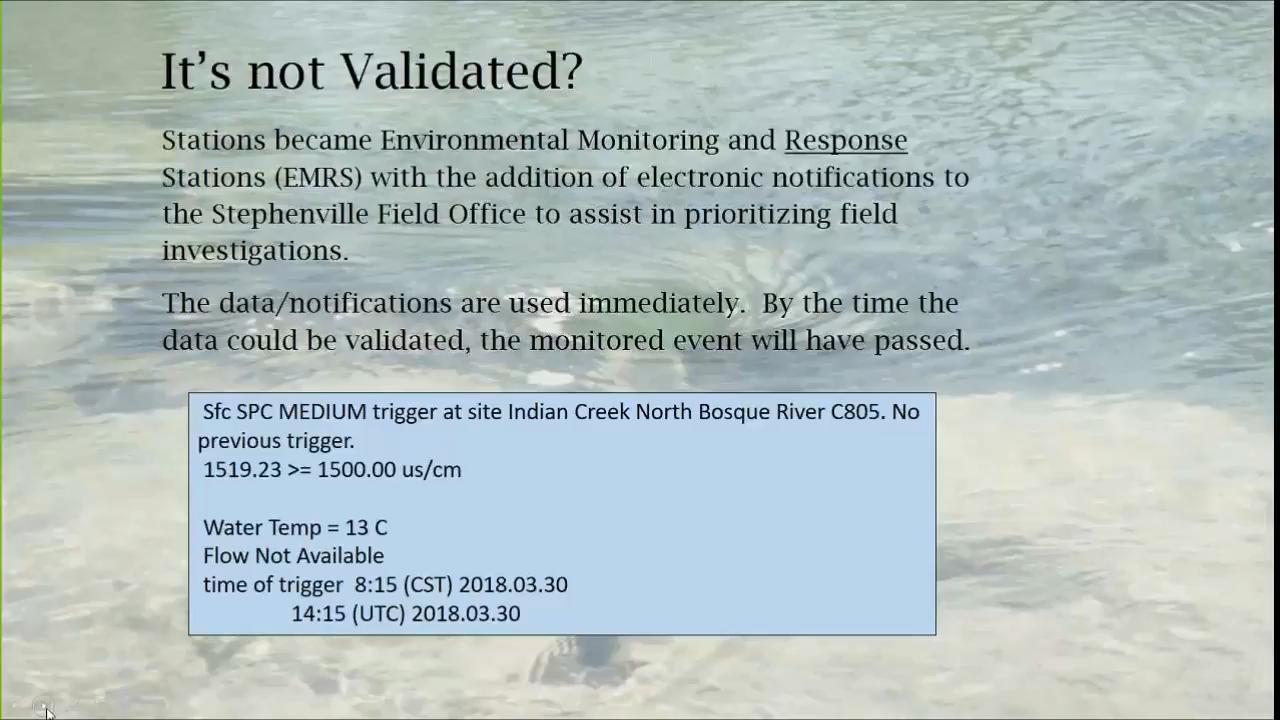 It's not Validated?
Stations became Environmental Monitoring and Response
Stations (EMRS) with the addition of electronic notifications to
the Stephenville Field Office to assist in prioritizing field
investigations.
The data/notifications are used immediately.  By the time the
data could be validated, the monitored event will have passed.
Sfc SPC MEDIUM trigger at site Indian Creek North Bosque River C805. No
previous trigger.
1519.23 >= 1500.00 us/cm
Water Temp = 13 C
Flow Not Available
time of trigger  8:15 (CST) 2018.03.30
14:15 (UTC) 2018.03.30